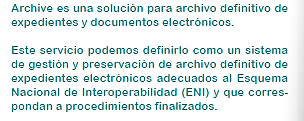 Archive es una solución para archivo definitivo de
expedientes y documentos electrónicos.
Este servicio podemos definirlo como un sistema
de gestión y preservación de archivo definitivo de
expedientes electrónicos adecuados al Esquema
Nacional de Interoperabilidad (ENI) y que corres-
pondan a procedimientos finalizados.